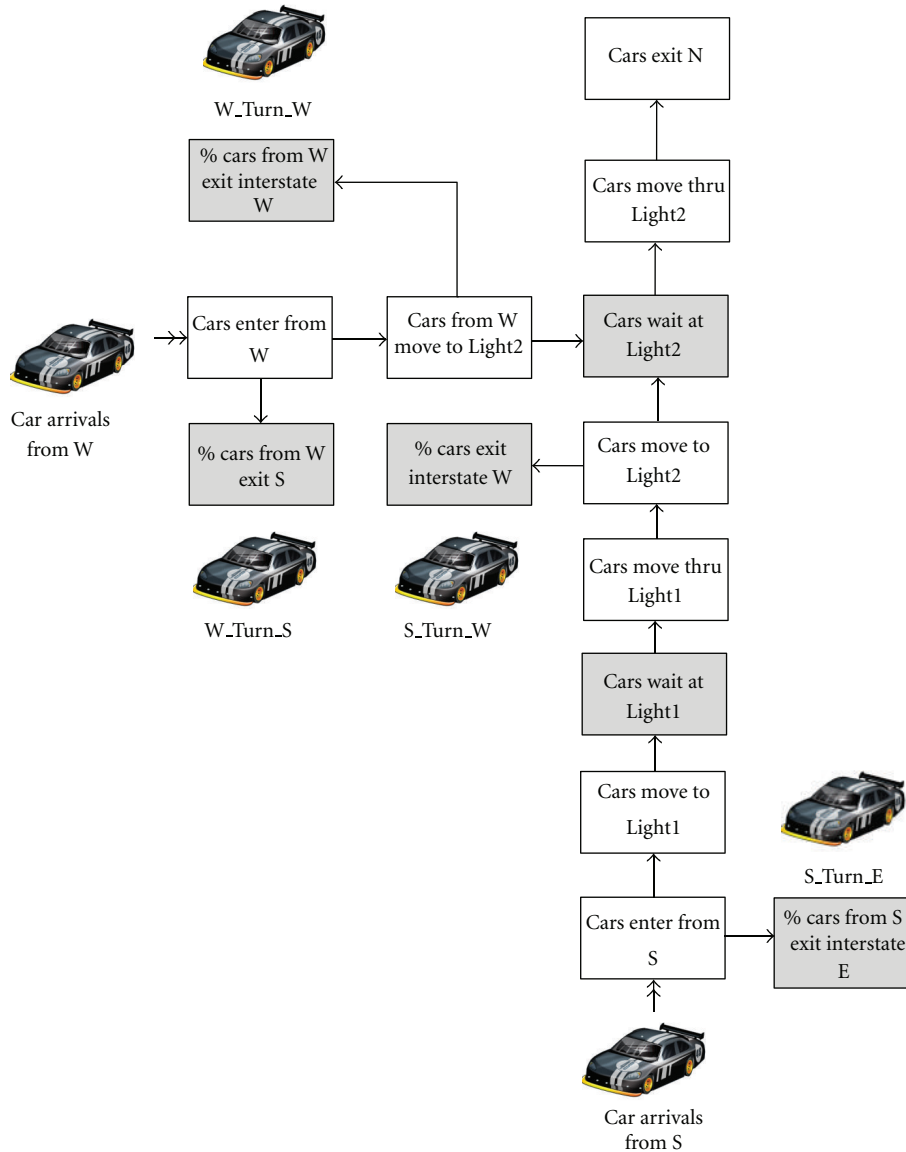 W_Turn_W
% cars from W
exit interstate
W
Cars exit N
Cars move thru
Light2
Car arrivals
from W
Cars enter from
W
Cars from W
move to Light2
Cars wait at
Light2
% cars from W
exit S
W_Turn_S
% cars exit
interstate W
S_Turn_W
Cars move to
Light2
Cars move thru
Light1
Cars wait at
Light1
Cars move to
Light1
S_Turn_E
Cars enter from
S
% cars from S
exit interstate
E
Car arrivals
from S